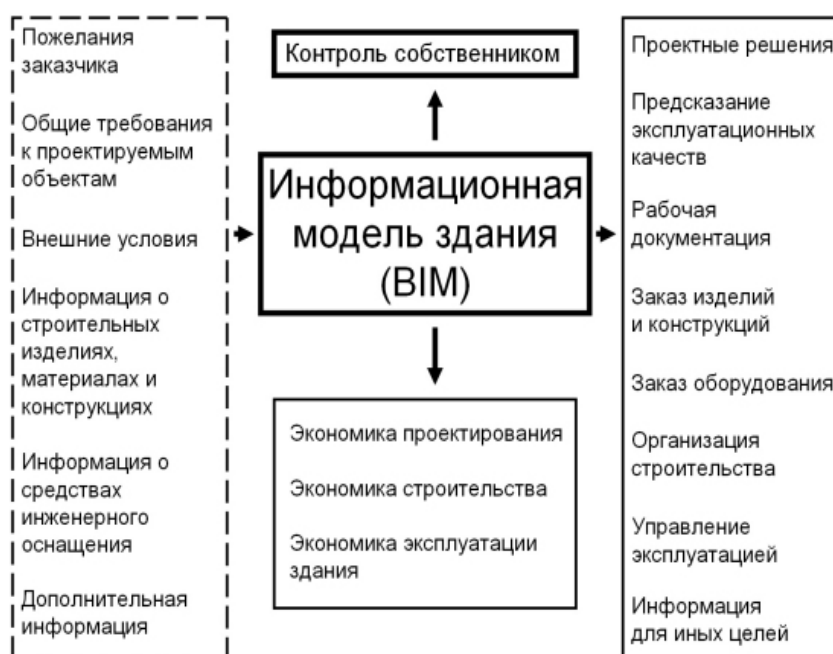 Пожелания
заказчика
Общие требования
к проектируемым
объектам
Внешние условия
Информация о
строительных
изделиях,
материалах и
конструкциях
Информация о
средствах
инженерного
оснащения
Дополнительная
информация
Контроль собственником
Информационная
модель здания
(BIM)
Экономика проектирования
Экономика строительства
Экономика эксплуатации
здания
Проектные решения
Предсказание
эксплуатационных
качеств
Рабочая
документация
Заказ изделий
и конструкций
Заказ оборудования
Организация
строительства
Управление
эксплуатацией
Информация
для иных целей